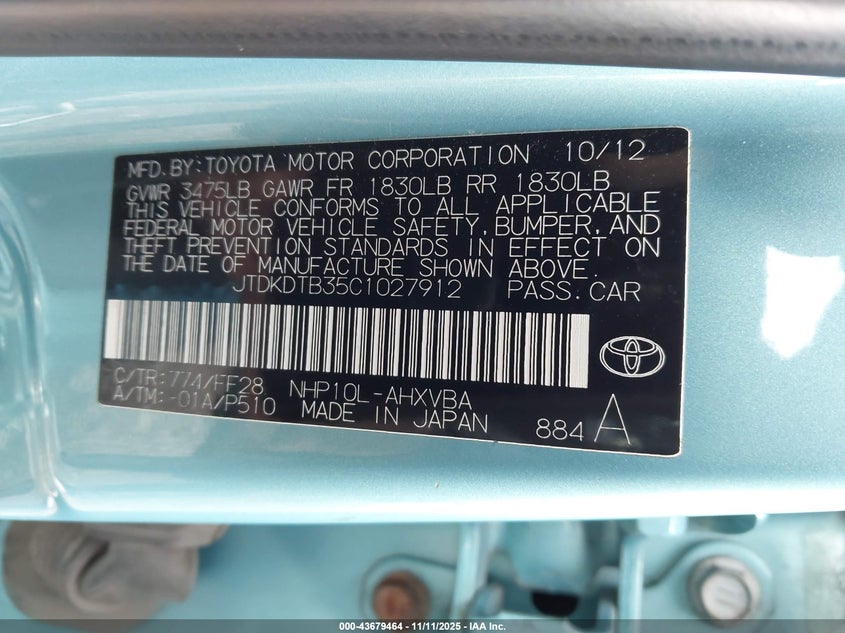 MFD. BY: TOYOTA MOTOR CORPORATION 10/12
GVWR 3475LB GAWR FR 1830LB RR 1830LB
THIS VEHICLE CONFORMS TO ALL APPLICABLE
FEDERAL MOTOR VEHICLE SAFETY, BUMPER, AND
THEFT PREVENTION STANDARDS IN EFFECT ON
THE DATE OF MANUFACTURE SHOWN ABOVE.
JTDKDTB35C1027912 PASS. CAR
C/TR: 774/FF28 NHP10L-AHXVBA
A/TM: -01A/P510 MADE IN JAPAN
884 A
000-43679464 - 11/11/2025 - IAA Inc.